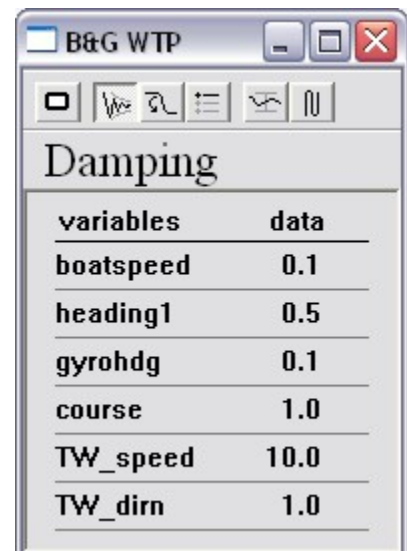 B&G WTP
Damping
variables data
boatspeed 0.1
heading1 0.5
gyrohdg 0.1
course 1.0
TW_speed 10.0
TW_dirn 1.0